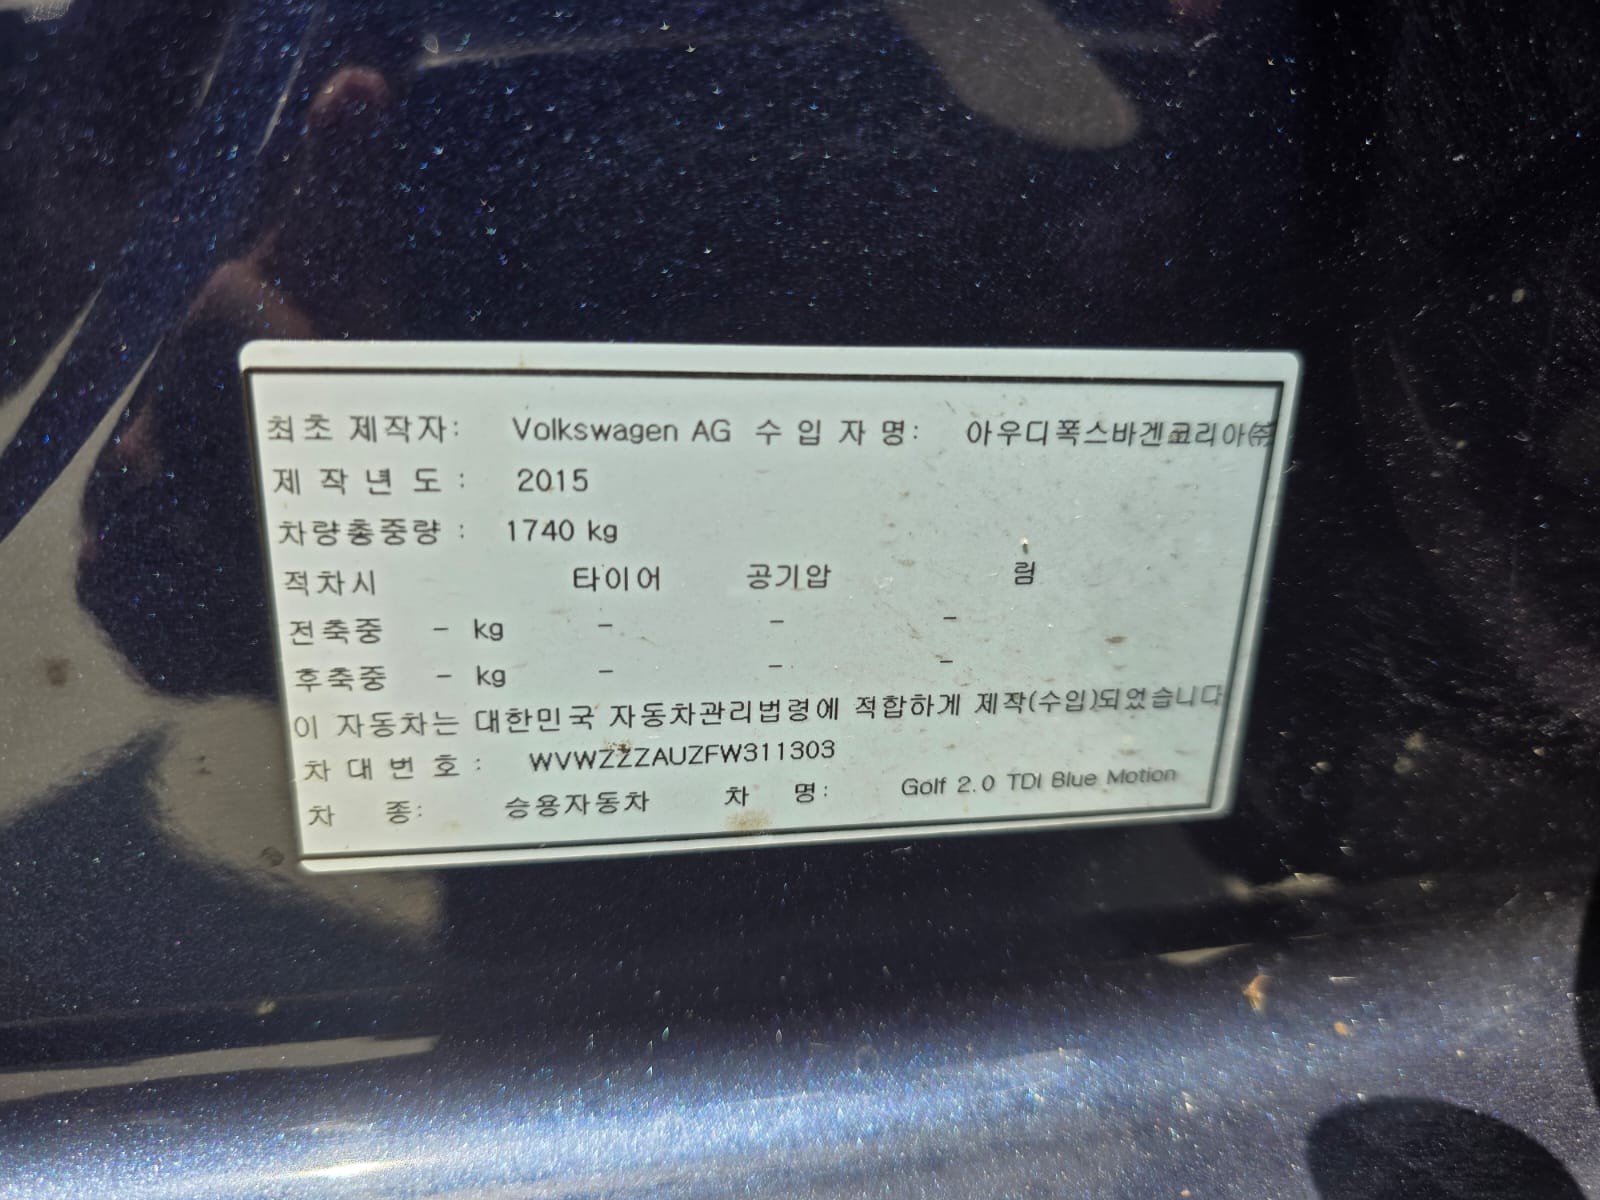 최초 제작자: Volkswagen AG 수 입 자 명: 아우디폭스바겐코리아㈜
제 작 년 도 : 2015
차량총중량 : 1740 kg
적차시 타이어 공기압 림
전축중 - kg - - -
후축중 - kg - - -
이 자동차는 대한민국 자동차관리법령에 적합하게 제작(수입)되었습니다
차 대 번 호 : WVWZZZAUZFW311303
차 종: 승용자동차 차 명: Golf 2.0 TDI Blue Motion